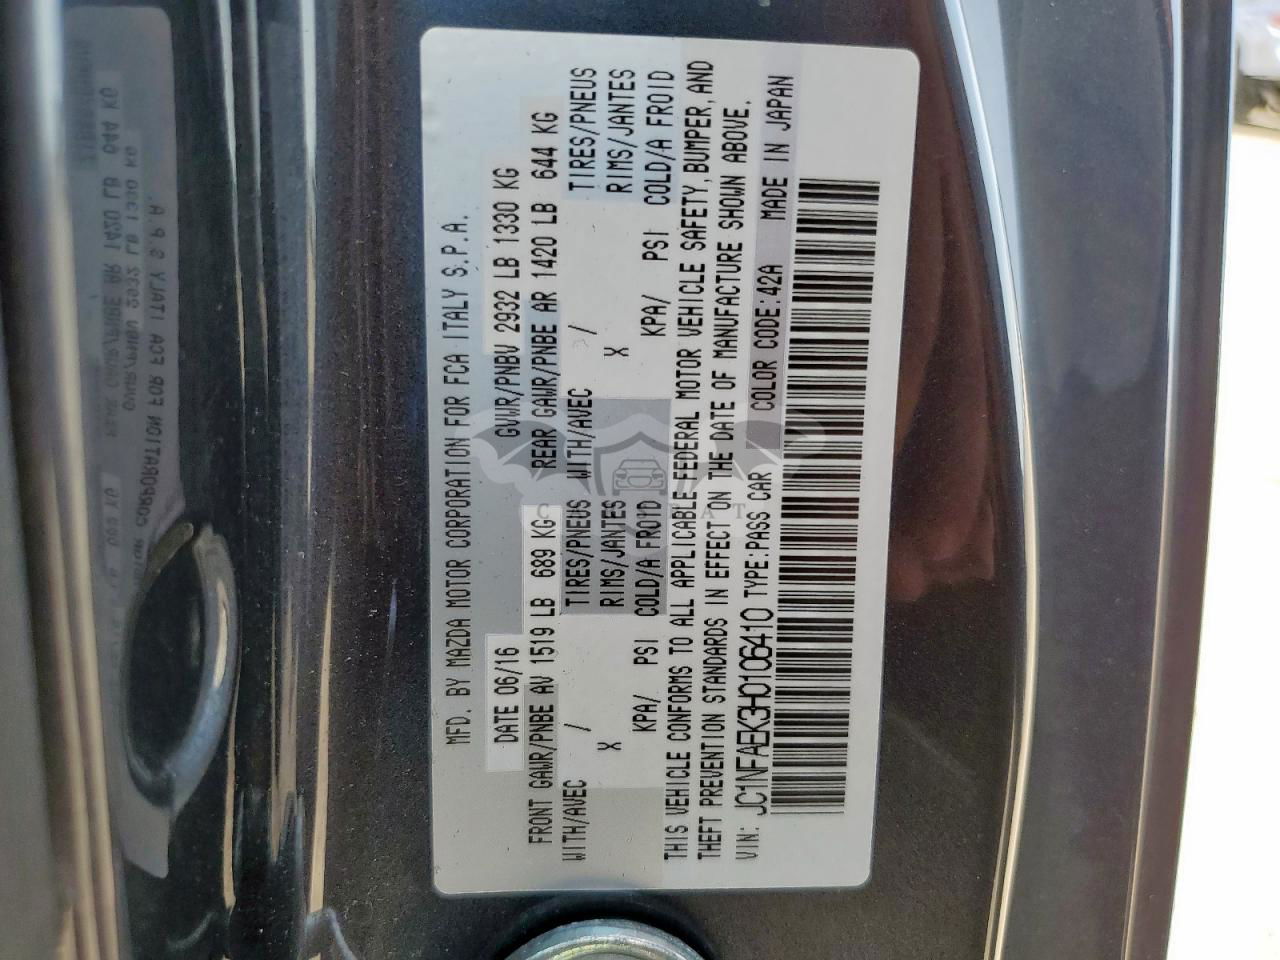 MFD. BY MAZDA MOTOR CORPORATION FOR FCA ITALY S.P.A.
DATE 06/16 GVWR/PNBV 2932 LB 1330 KG
FRONT GAWR/PNBE AV 1519 LB 689 KG REAR GAWR/PNBE AR 1420 LB 644 KG
WITH/AVEC / TIRES/PNEUS WITH/AVEC / TIRES/PNEUS
X RIMS/JANTES X RIMS/JANTES
KPA/ PSI COLD/A FROID KPA/ PSI COLD/A FROID
THIS VEHICLE CONFORMS TO ALL APPLICABLE FEDERAL MOTOR VEHICLE SAFETY, BUMPER, AND
THEFT PREVENTION STANDARDS IN EFFECT ON THE DATE OF MANUFACTURE SHOWN ABOVE.
VIN: JC1NFAEK3H0106410 TYPE:PASS CAR COLOR CODE:42A MADE IN JAPAN